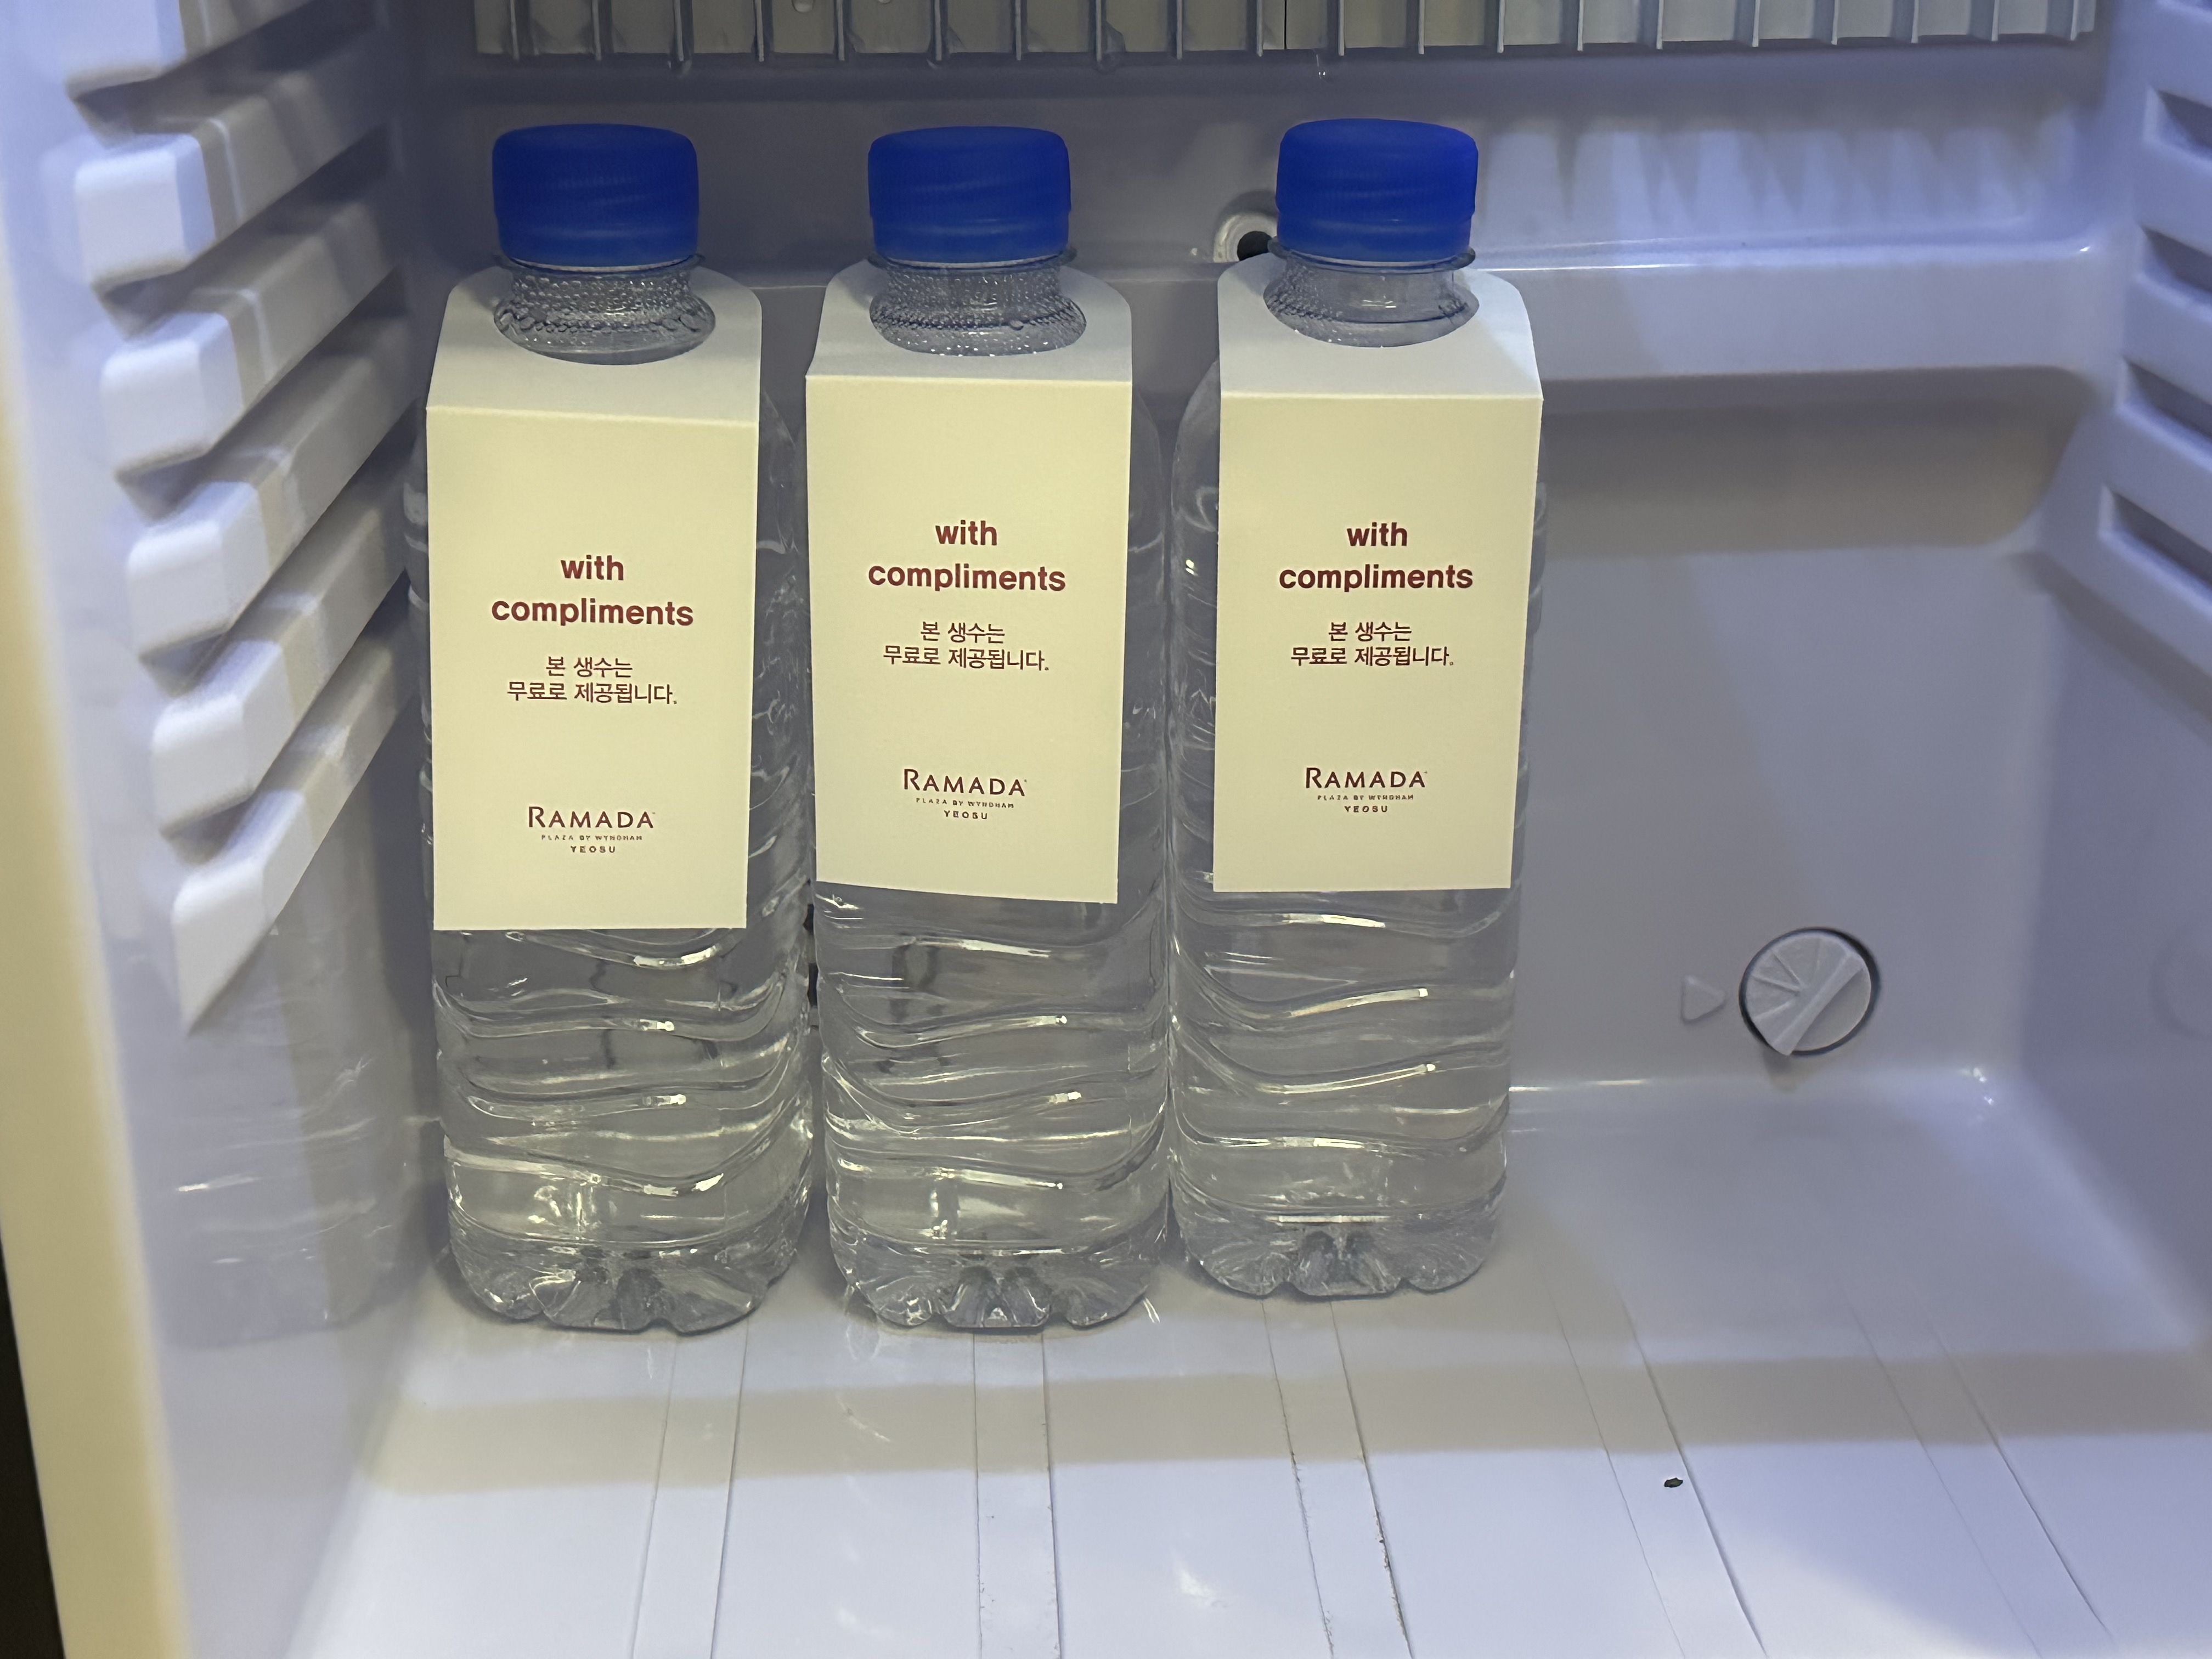 with
compliments
본 생수는
무료로 제공됩니다.
RAMADA
PLAZA BY WYNDHAM
YEOSU
with
compliments
본 생수는
무료로 제공됩니다.
RAMADA
PLAZA BY WYNDHAM
YEOSU
with
compliments
본 생수는
무료로 제공됩니다.
RAMADA
PLAZA BY WYNDHAM
YEOSU